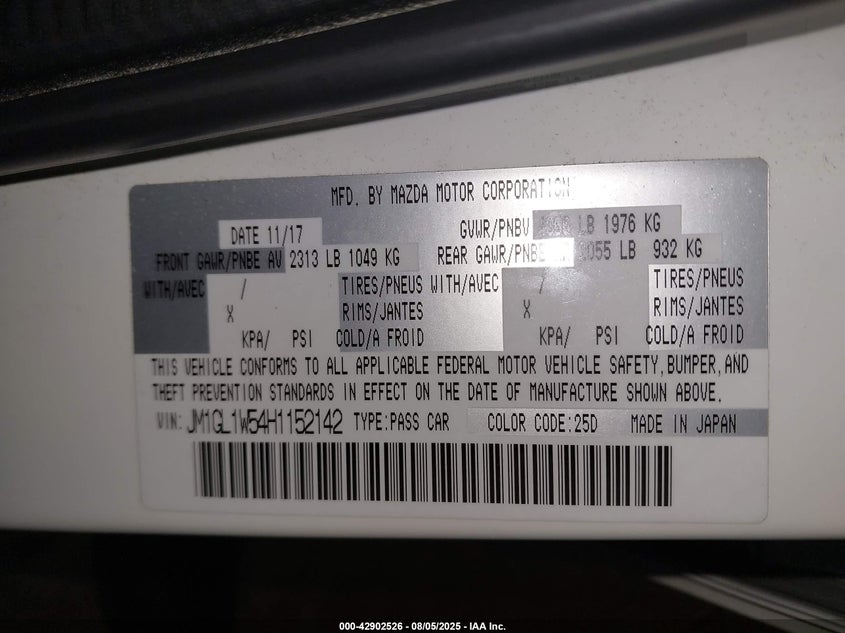 MFD. BY MAZDA MOTOR CORPORATION
DATE 11/17 GVWR/PNBV LB 1976 KG
FRONT GAWR/PNBE AV 2313 LB 1049 KG REAR GAWR/PNBE 2055 LB 932 KG
WITH/AVEC / TIRES/PNEUS WITH/AVEC / TIRES/PNEUS
X RIMS/JANTES X RIMS/JANTES
KPA/ PSI COLD/A FROID KPA/ PSI COLD/A FROID
THIS VEHICLE CONFORMS TO ALL APPLICABLE FEDERAL MOTOR VEHICLE SAFETY,BUMPER,AND
THEFT PREVENTION STANDARDS IN EFFECT ON THE DATE OF MANUFACTURE SHOWN ABOVE.
VIN: JM1GL1W54H1152142 TYPE:PASS CAR COLOR CODE:25D MADE IN JAPAN
000-42902526 - 08/05/2025 - IAA Inc.